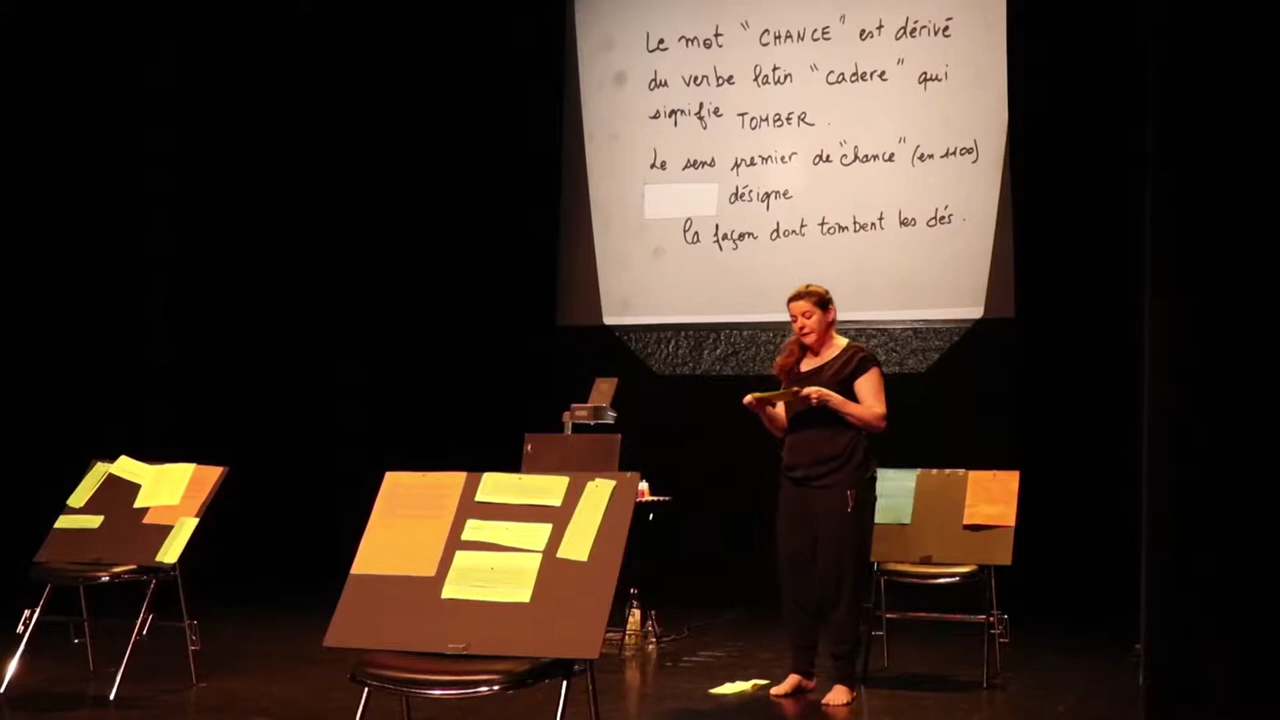 Le mot "CHANCE" est dérivé
du verbe latin "cadere" qui
signifie TOMBER.
Le sens premier de "chance" (en 1100)
désigne
la façon dont tombent les dés.